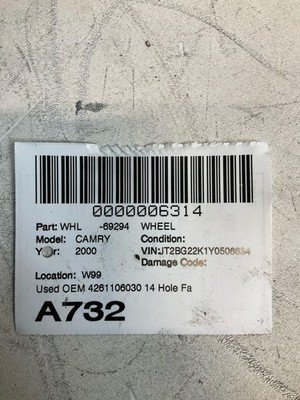 0000006314
Part: WHL -69294 WHEEL
Model: CAMRY Condition:
Year: 2000 VIN:JT2BG22K1Y0506634
Damage Code:
Location: W99
Used OEM 4261106030 14 Hole Fa
A732